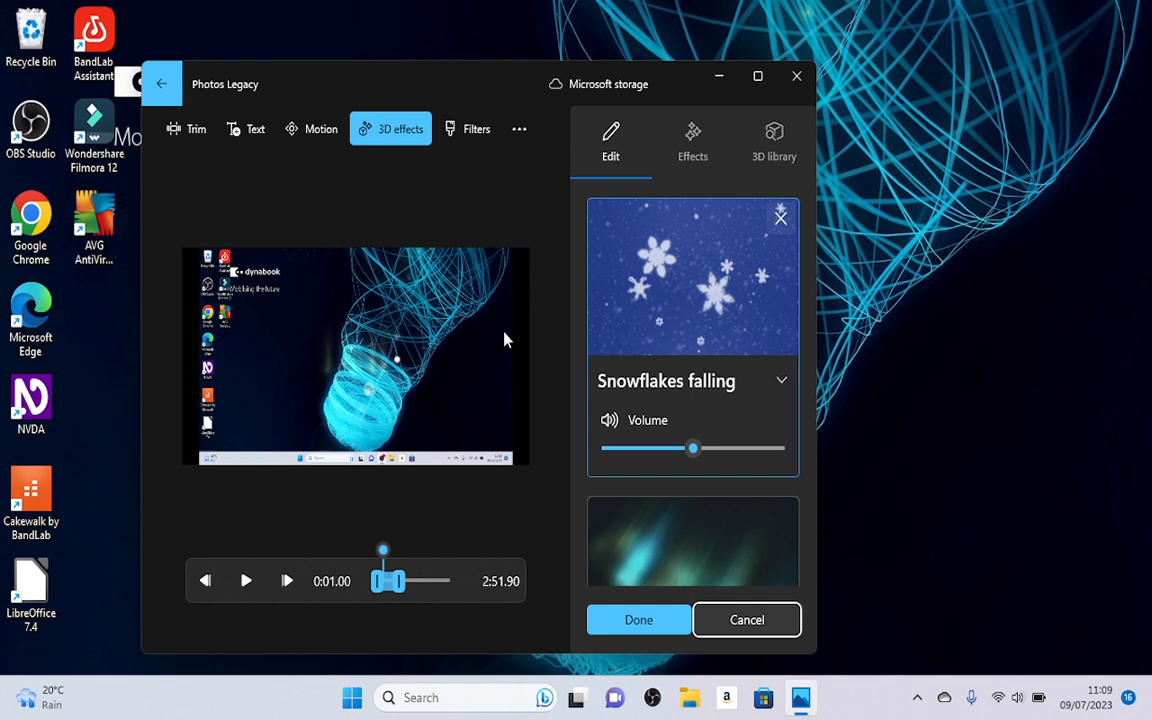 Recycle Bin
BandLab
Assistant
OBS Studio
Wondershare
Filmora 12
Mo
Google
Chrome
AVG
AntiVir...
Microsoft
Edge
NVDA
Cakewalk by
BandLab
LibreOffice
7.4
Photos Legacy
Microsoft storage
Trim
Text
Motion
3D effects
Filters
Edit
Effects
3D library
dynabook
Snowflakes falling
Volume
0:01.00
2:51.90
Done
Cancel
20°C
Rain
Search
a
11:09
09/07/2023
16